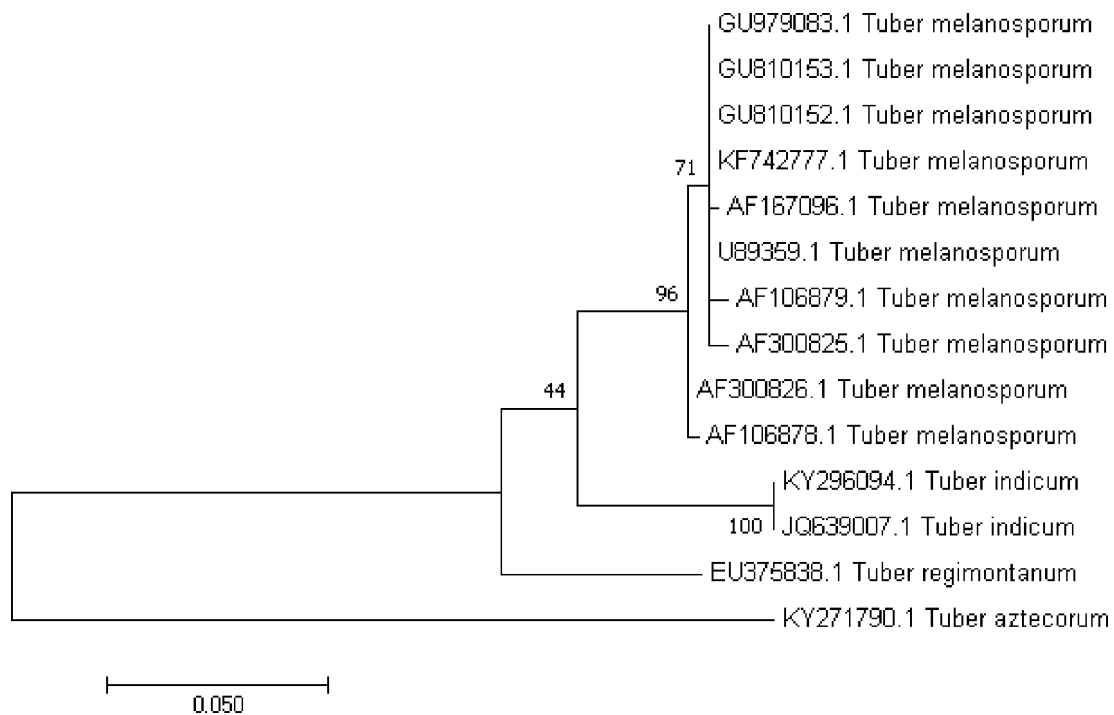 GU979083.1 Tuber melanosporum
GU810153.1 Tuber melanosporum
GU810152.1 Tuber melanosporum
KF742777.1 Tuber melanosporum
71
AF167096.1 Tuber melanosporum
U89359.1 Tuber melanosporum
96
AF106879.1 Tuber melanosporum
AF300825.1 Tuber melanosporum
44
AF300826.1 Tuber melanosporum
AF106878.1 Tuber melanosporum
KY296094.1 Tuber indicum
100
JQ639007.1 Tuber indicum
EU375838.1 Tuber regimontanum
KY271790.1 Tuber aztecorum
0.050